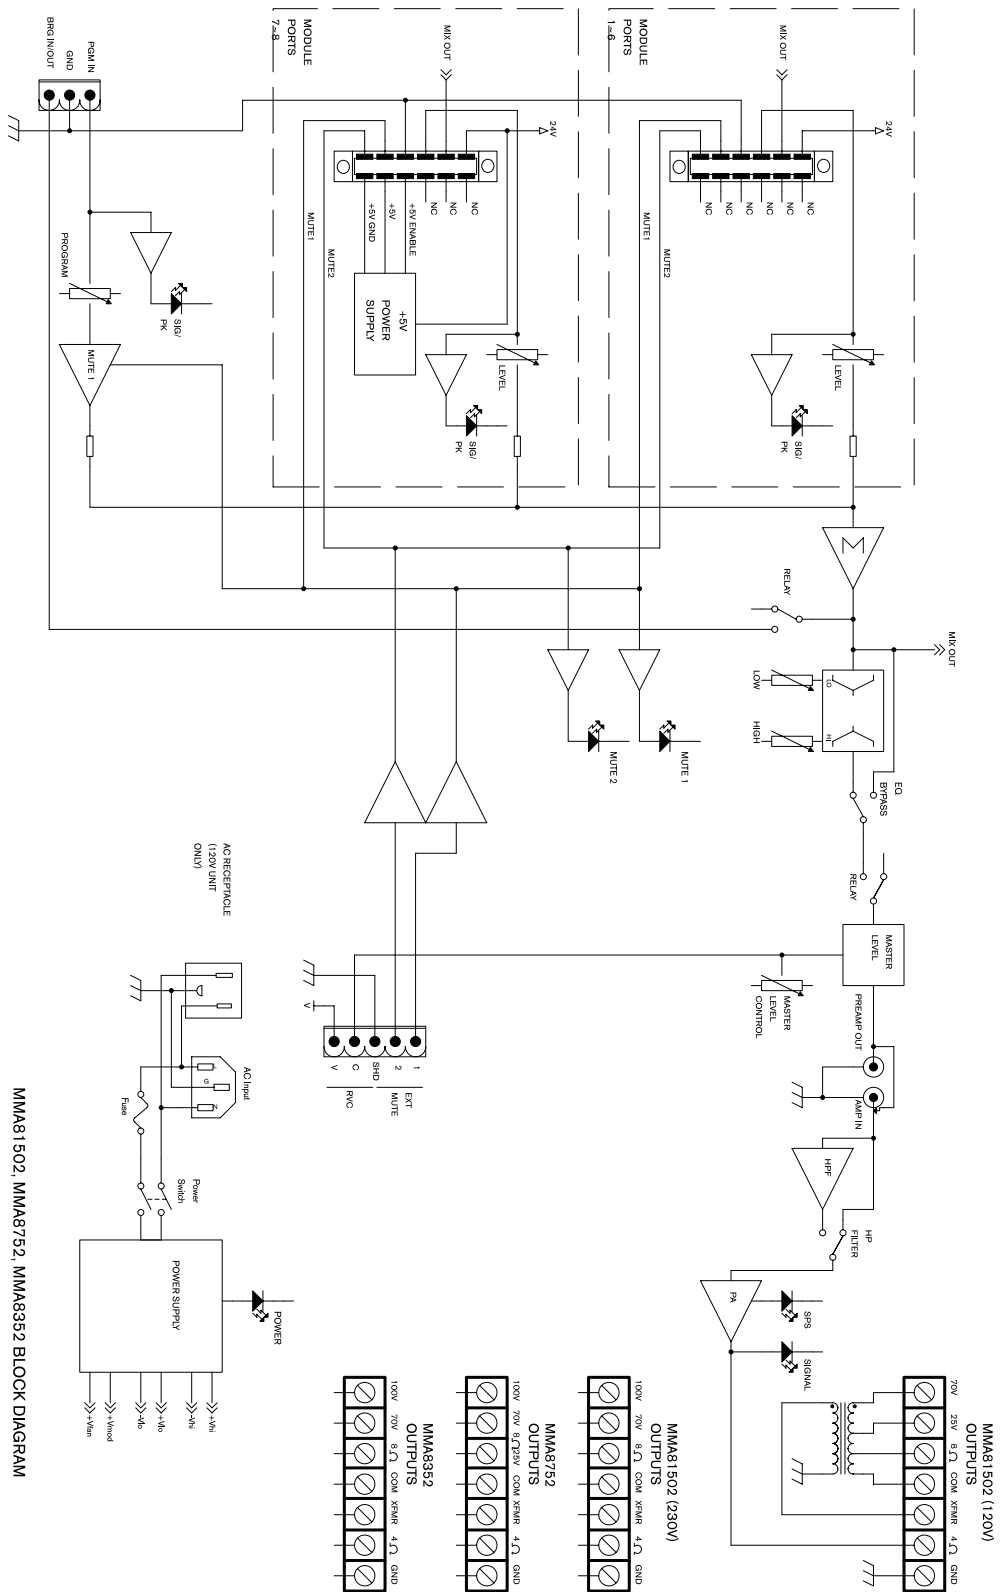 MODULE
PORTS
1~6
MIX OUT
24V
NC
NC
NC
NC
NC
NC
MUTE1
MUTE2
LEVEL
SIG/
PK
MODULE
PORTS
7~8
MIX OUT
24V
NC
NC
NC
+5V ENABLE
+5V
+5V GND
MUTE1
MUTE2
+5V
POWER
SUPPLY
LEVEL
SIG/
PK
PGM IN
GND
BRG IN/OUT
PROGRAM
SIG/
PK
MUTE 1
RELAY
MIX OUT
LO
HI
LOW
HIGH
EQ
BYPASS
RELAY
MUTE 1
MUTE 2
MASTER
LEVEL
MASTER
LEVEL
CONTROL
PREAMP OUT
AMP IN
HPF
HP
FILTER
PA
SPS
SIGNAL
1
2
SHD
C
V
EXT
MUTE
RVC
V
AC RECEPTACLE
(120V UNIT
ONLY)
AC Input
L
G
N
Fuse
Power
Switch
POWER SUPPLY
POWER
+Vhi
-Vhi
+Vlo
-Vlo
+Vmod
+Vfan
MMA81502 (120V)
OUTPUTS
70V
25V
8Ω
COM
XFMR
4Ω
GND
MMA81502 (230V)
OUTPUTS
100V
70V
8Ω
COM
XFMR
4Ω
GND
MMA8752
OUTPUTS
100V
70V
8Ω
25V
COM
XFMR
4Ω
GND
MMA8352
OUTPUTS
100V
70V
8Ω
COM
XFMR
4Ω
GND
MMA81502, MMA8752, MMA8352 BLOCK DIAGRAM